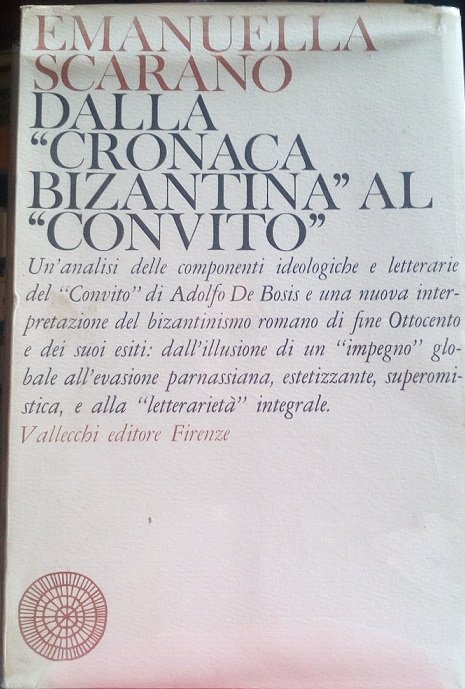 EMANUELLA
SCARANO
DALLA
“CRONACA
BIZANTINA” AL
“CONVITO”
Un'analisi delle componenti ideologiche e letterarie
del “Convito” di Adolfo De Bosis e una nuova inter-
pretazione del bizantinismo romano di fine Ottocento
e dei suoi esiti: dall'illusione di un “impegno” glo-
bale all'evasione parnassiana, estetizzante, superomi-
stica, e alla “letterarietà” integrale.
Vallecchi editore Firenze